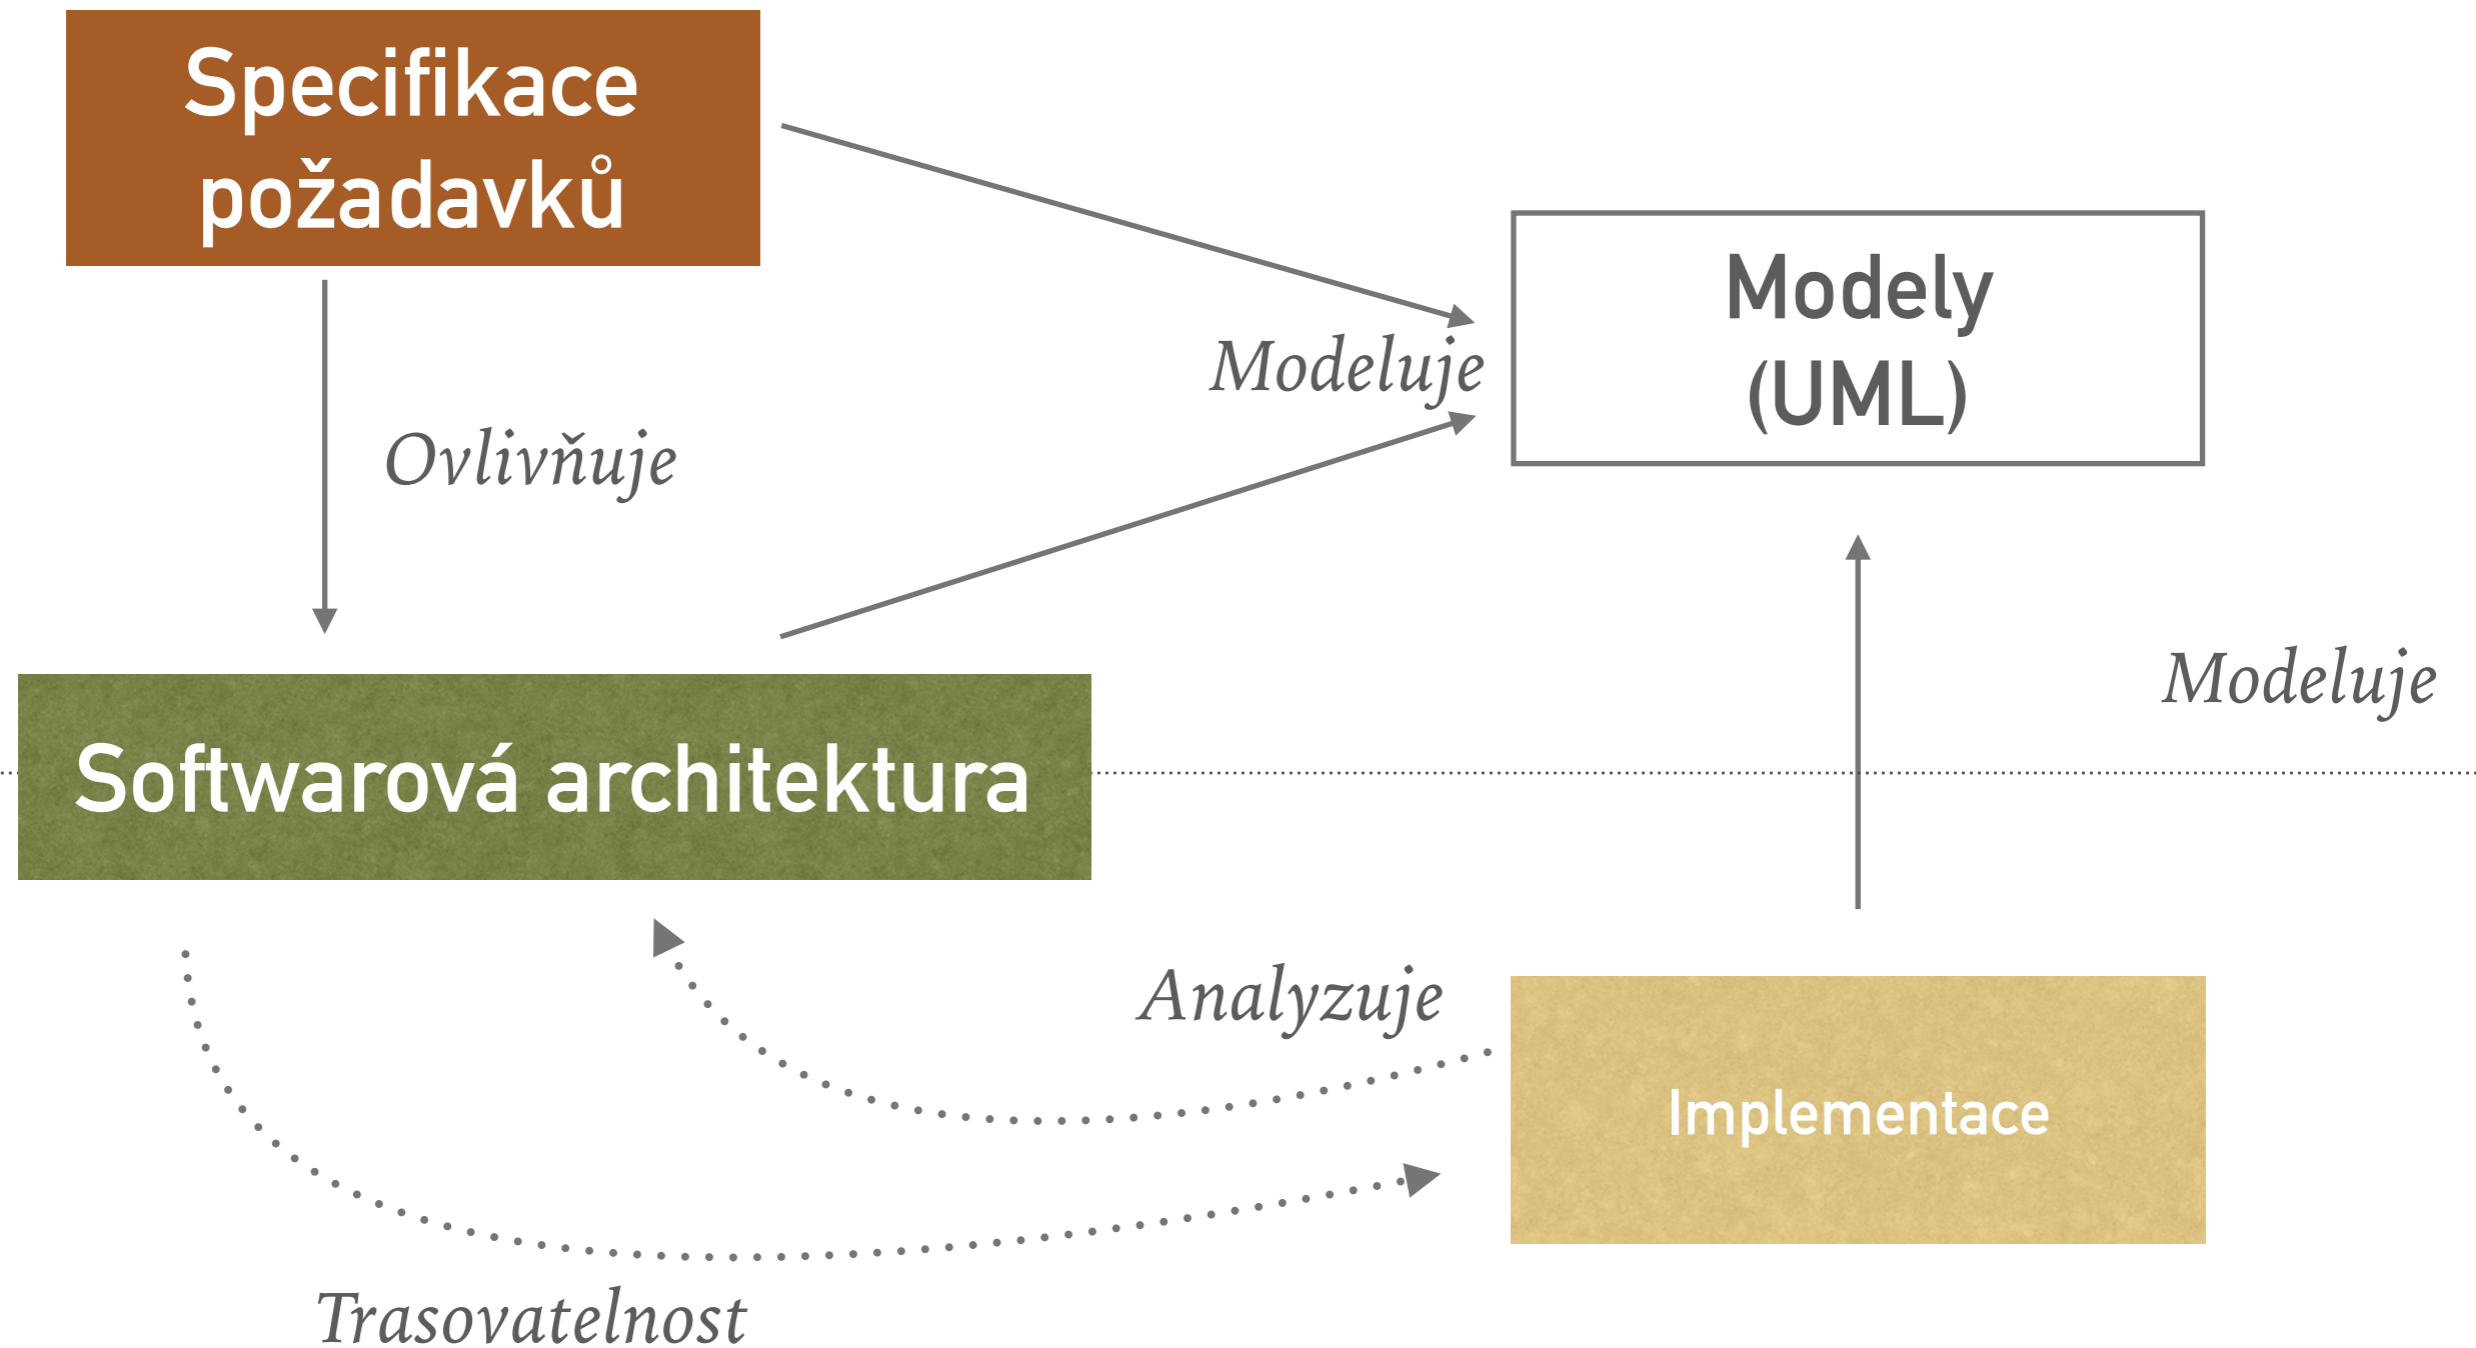 Specifikace
požadavků
Modely
(UML)
Modeluje
Ovlivňuje
Modeluje
Softwarová architektura
Analyzuje
Implementace
Trasovatelnost